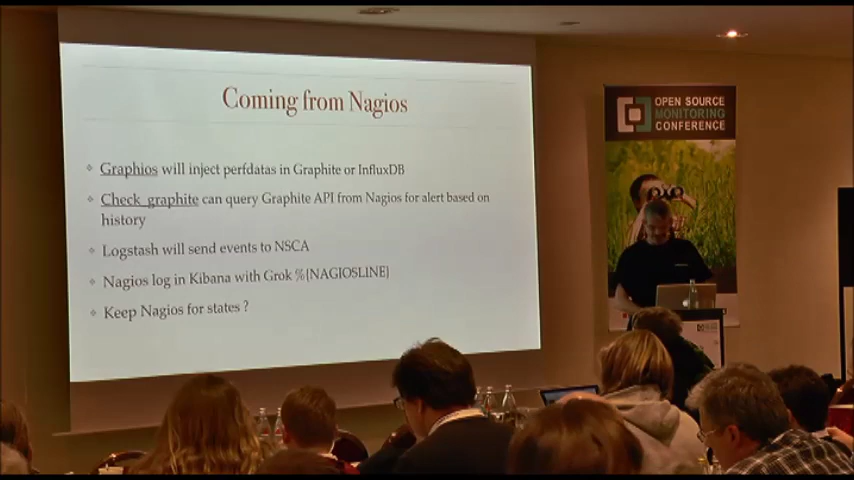 Coming from Nagios
Graphios will inject perfdatas in Graphite or InfluxDB
Check_graphite can query Graphite API from Nagios for alert based on
history
Logstash will send events to NSCA
Nagios log in Kibana with Grok %{NAGIOSLINE}
Keep Nagios for states ?
OPEN SOURCE
MONITORING
CONFERENCE